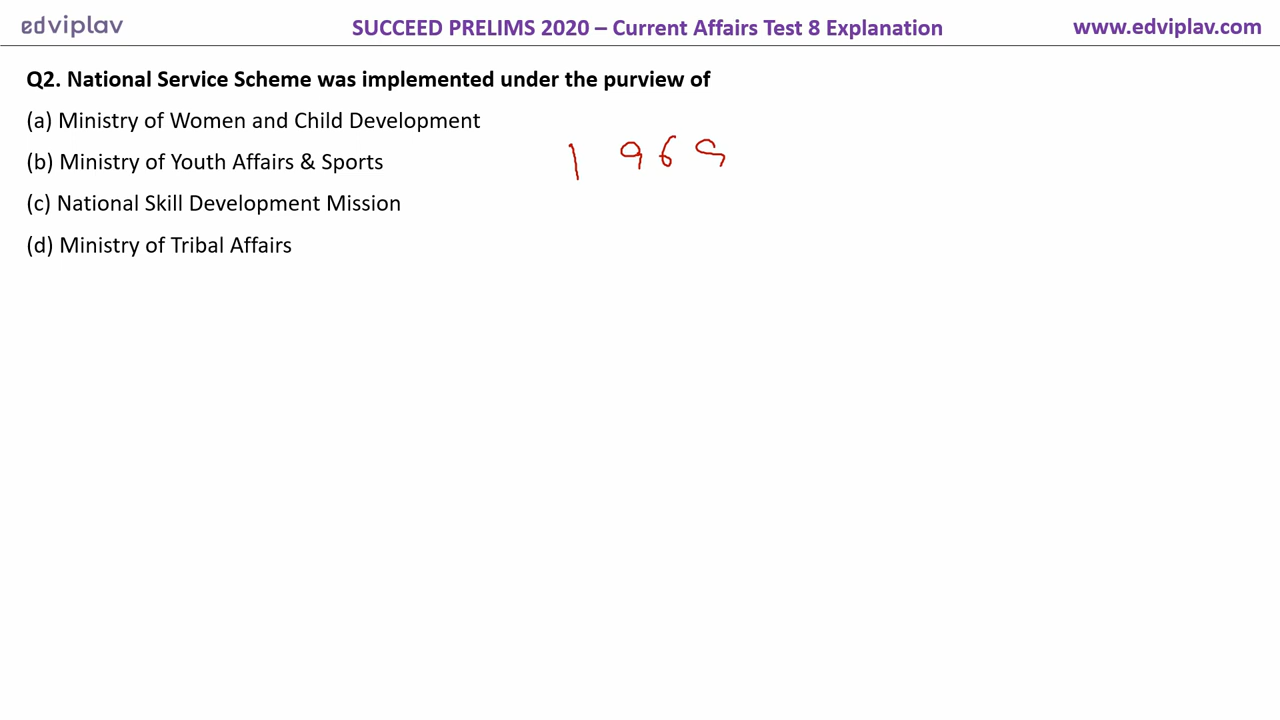 edviplav
SUCCEED PRELIMS 2020 – Current Affairs Test 8 Explanation
www.edviplav.com
Q2. National Service Scheme was implemented under the purview of
(a) Ministry of Women and Child Development
(b) Ministry of Youth Affairs & Sports
1969
(c) National Skill Development Mission
(d) Ministry of Tribal Affairs